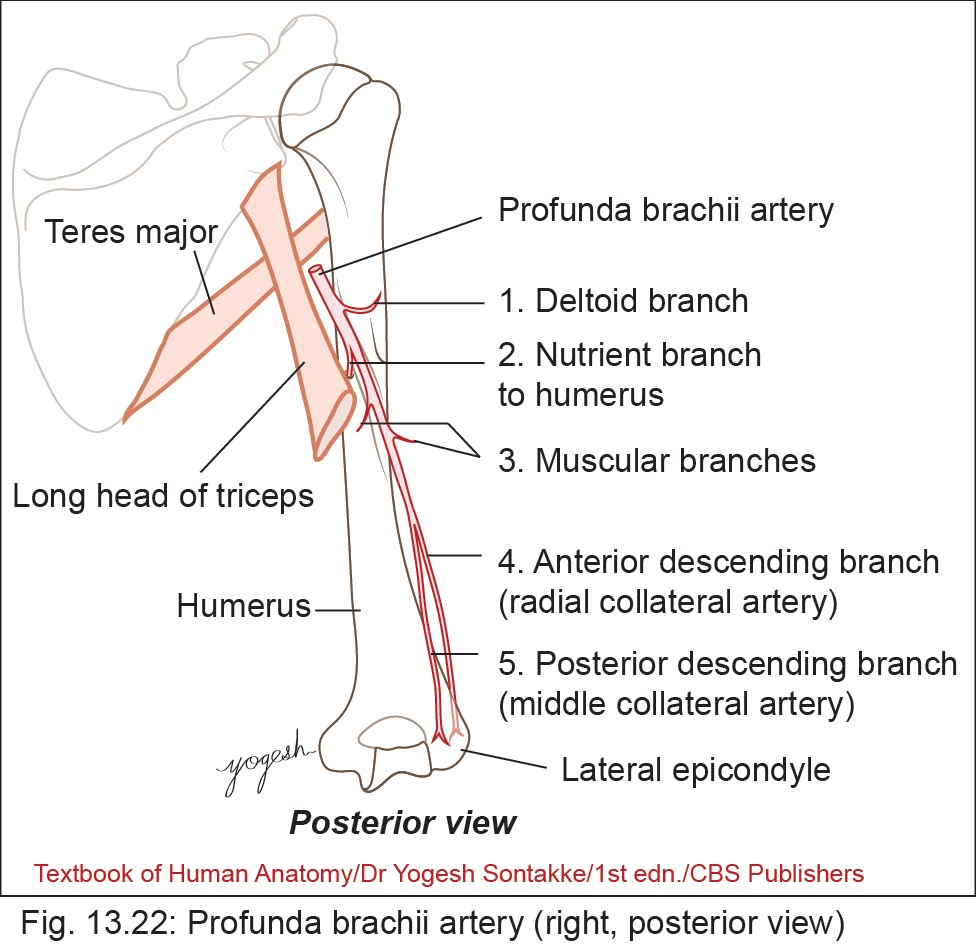 Teres major
Profunda brachii artery
1. Deltoid branch
2. Nutrient branch
to humerus
3. Muscular branches
Long head of triceps
4. Anterior descending branch
(radial collateral artery)
Humerus
5. Posterior descending branch
(middle collateral artery)
yogesh
Lateral epicondyle
Posterior view
Textbook of Human Anatomy/Dr Yogesh Sontakke/1st edn./CBS Publishers
Fig. 13.22: Profunda brachii artery (right, posterior view)